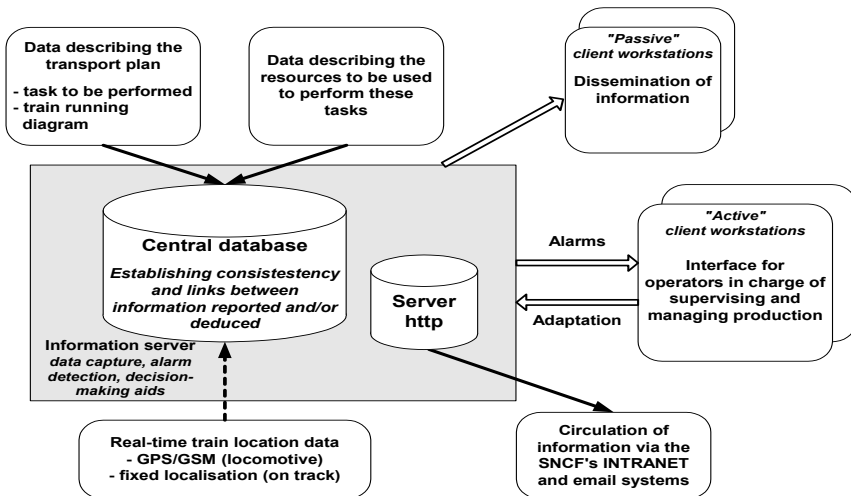 Data describing the
transport plan
- task to be performed
- train running
diagram
Data describing the
resources to be used
to perform these
tasks
"Passive"
client workstations
Dissemination of
information
Central database
Establishing consistestency
and links between
information reported and/or
deduced
Server
http
Information server
data capture, alarm
detection, decision-
making aids
Alarms
Adaptation
"Active"
client workstations
Interface for
operators in charge of
supervising and
managing production
Real-time train location data
- GPS/GSM (locomotive)
- fixed localisation (on track)
Circulation of
information via the
SNCF's INTRANET
and email systems